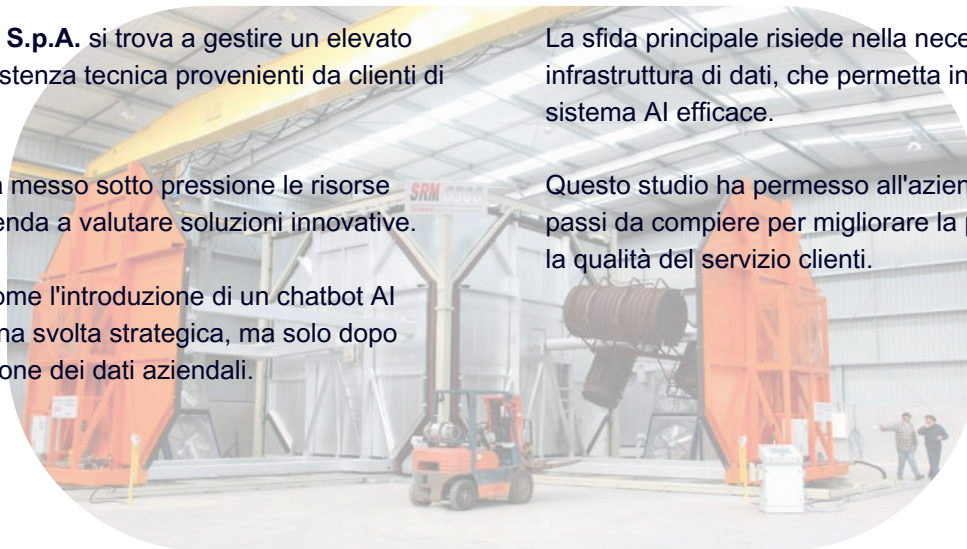 S.p.A. si trova a gestire un elevato
stenza tecnica provenienti da clienti di
messo sotto pressione le risorse
enda a valutare soluzioni innovative.
ome l'introduzione di un chatbot AI
na svolta strategica, ma solo dopo
one dei dati aziendali.
La sfida principale risiede nella nece
infrastruttura di dati, che permetta in
sistema AI efficace.
Questo studio ha permesso all'azien
passi da compiere per migliorare la p
la qualità del servizio clienti.
SRM